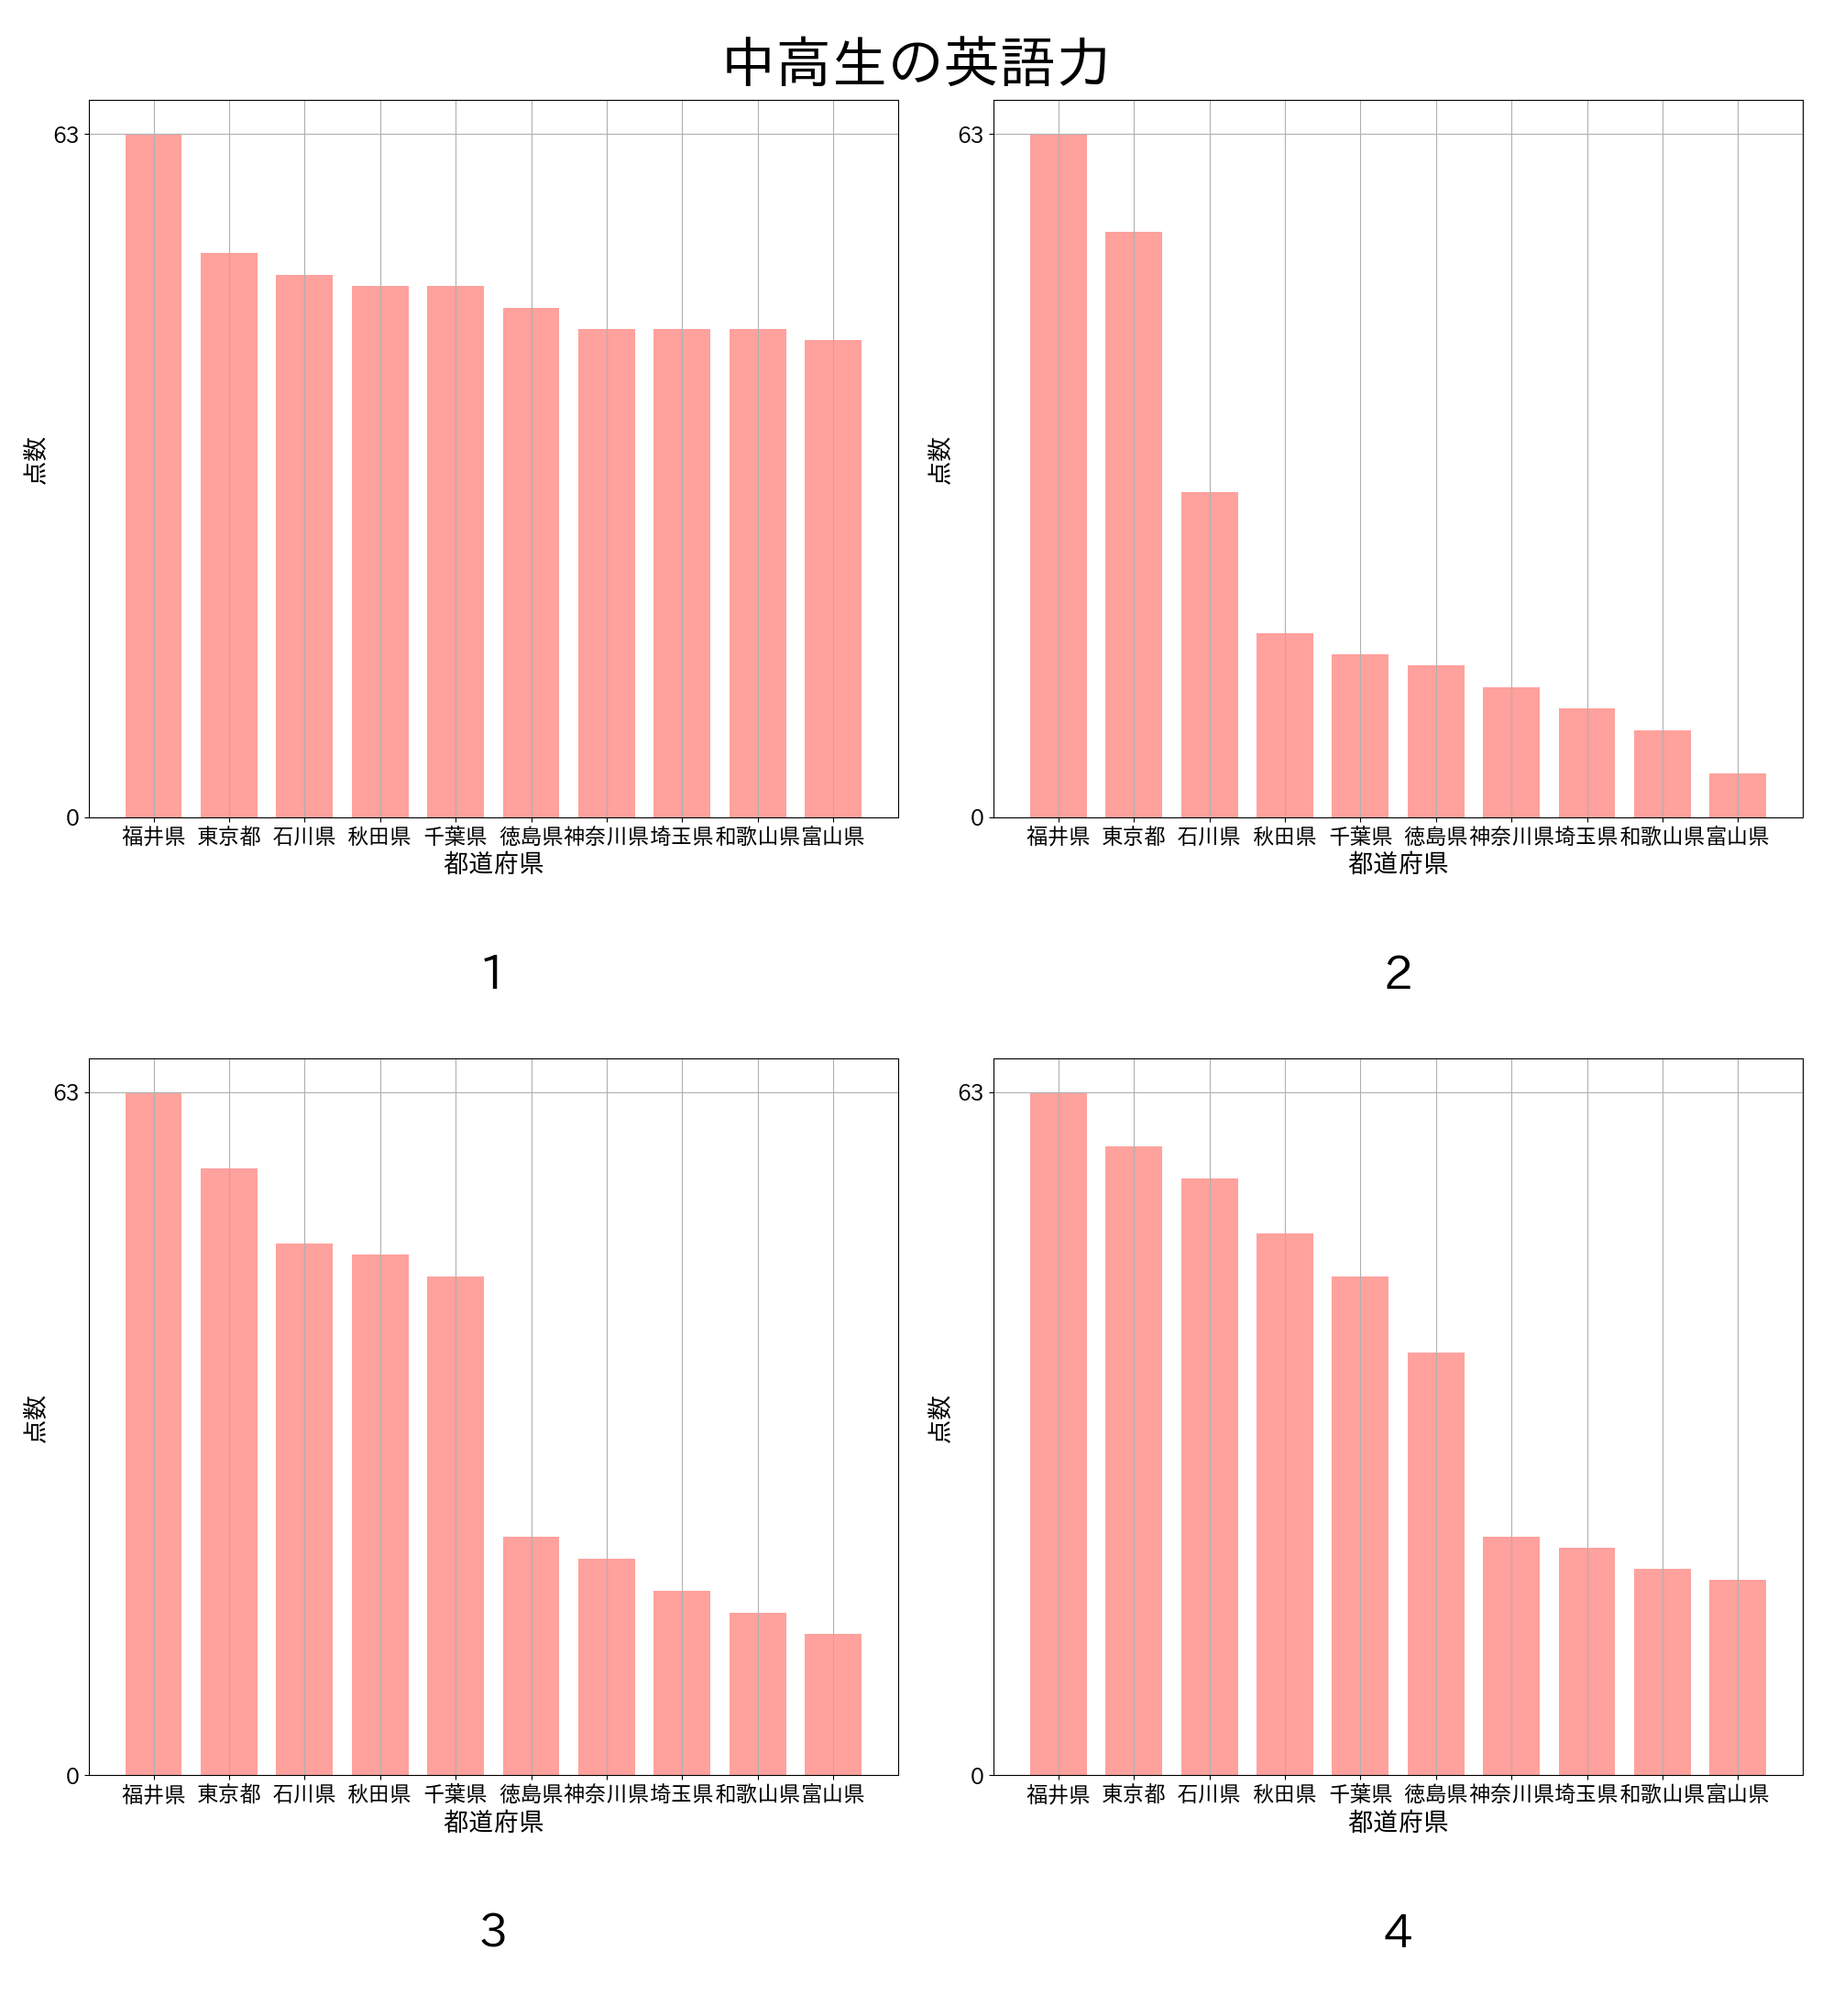 中高生の英語力
63
点数
0
福井県 東京都 石川県 秋田県 千葉県 徳島県 神奈川県 埼玉県 和歌山県 富山県
都道府県
1
63
点数
0
福井県 東京都 石川県 秋田県 千葉県 徳島県 神奈川県 埼玉県 和歌山県 富山県
都道府県
2
63
点数
0
福井県 東京都 石川県 秋田県 千葉県 徳島県 神奈川県 埼玉県 和歌山県 富山県
都道府県
3
63
点数
0
福井県 東京都 石川県 秋田県 千葉県 徳島県 神奈川県 埼玉県 和歌山県 富山県
都道府県
4